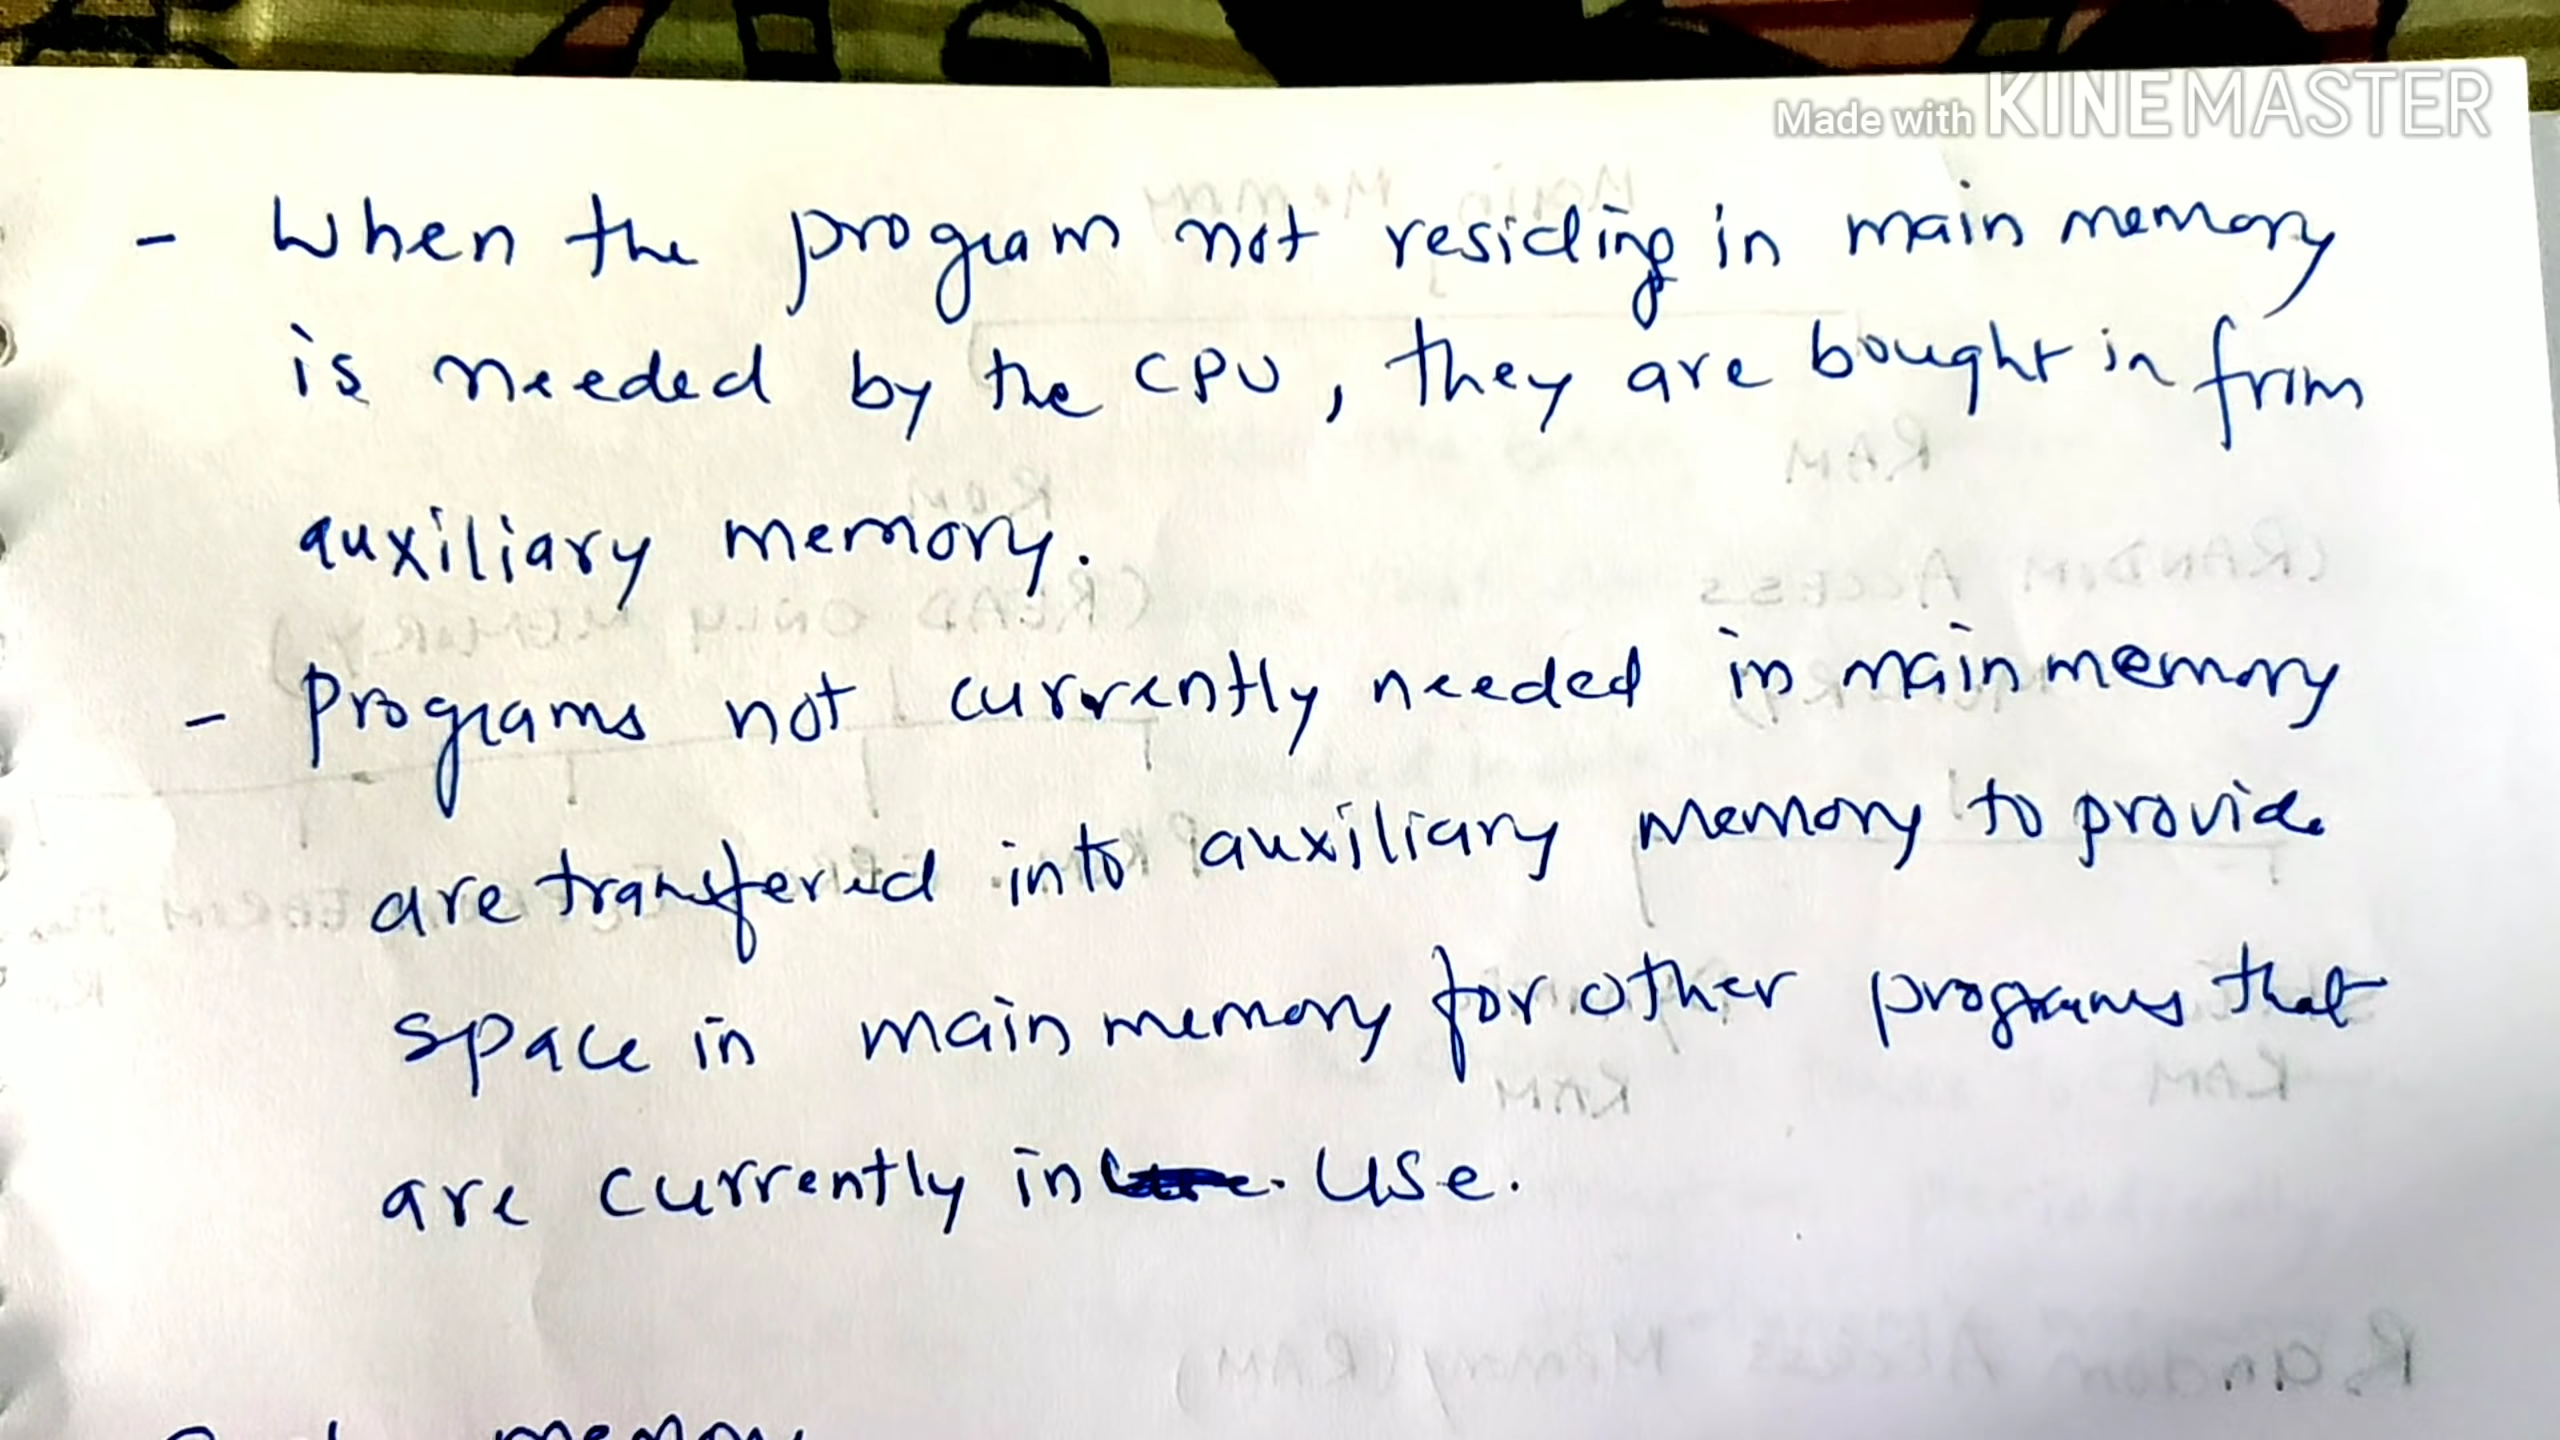 Made with KINEMASTER
- When the program not residing in main memory
is needed by the CPU, they are bought in from
auxiliary memory.
- Programs not currently needed in main memory
are transfered into auxiliary memory to provide
space in main memory for other programs that
are currently in use.
memory